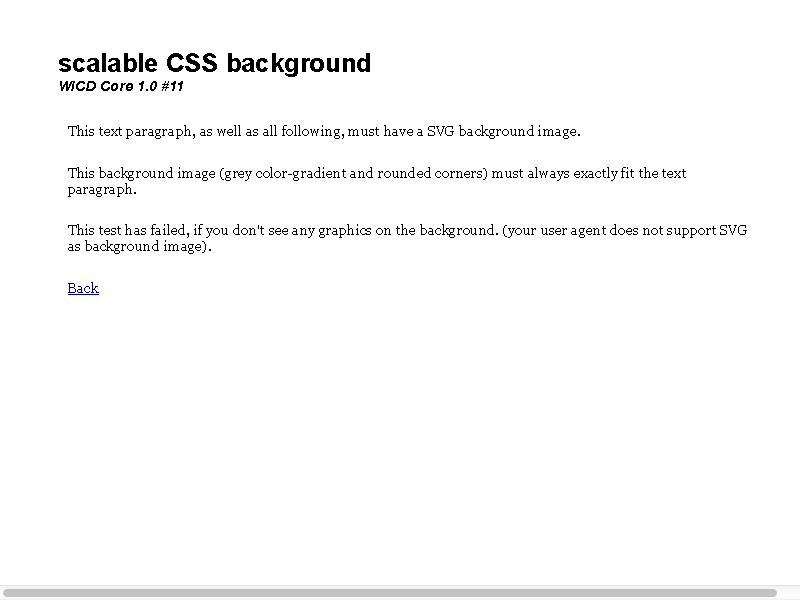 scalable CSS background
WICD Core 1.0 #11
This text paragraph, as well as all following, must have a SVG background image.
This background image (grey color-gradient and rounded corners) must always exactly fit the text
paragraph.
This test has failed, if you don't see any graphics on the background. (your user agent does not support SVG
as background image).
Back